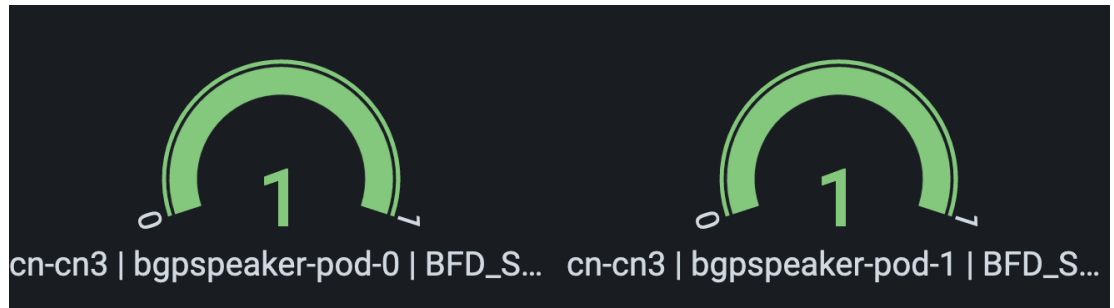 1
0 1
cn-cn3 | bgpspeaker-pod-0 | BFD_S...
1
0 1
cn-cn3 | bgpspeaker-pod-1 | BFD_S...